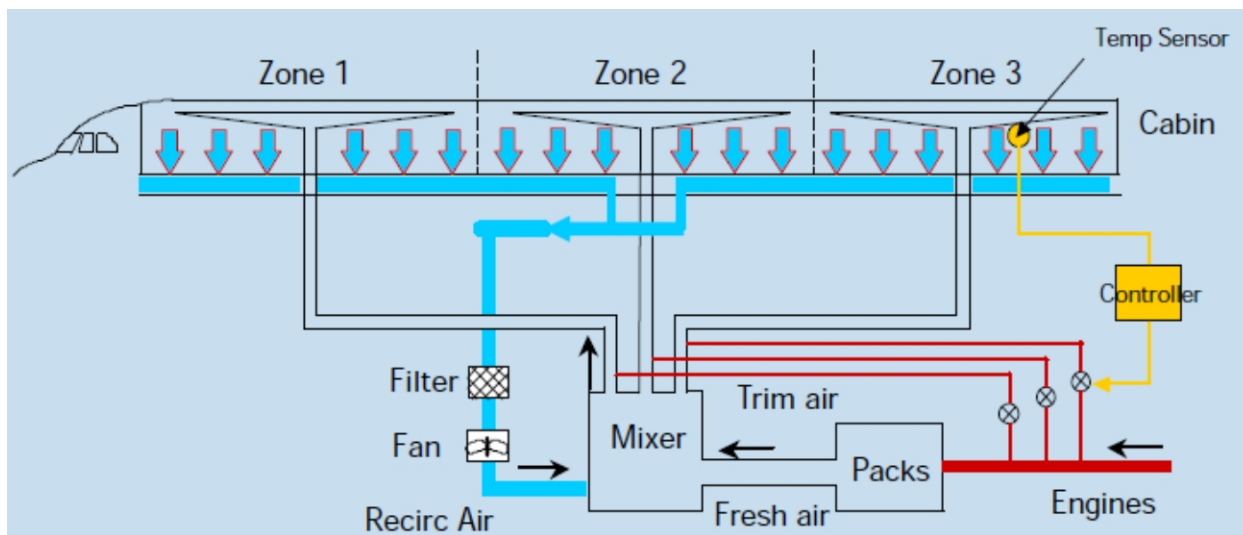 Temp Sensor
Zone 1
Zone 2
Zone 3
Cabin
Controller
Filter
Trim air
Mixer
Fan
Packs
Engines
Fresh air
Recirc Air